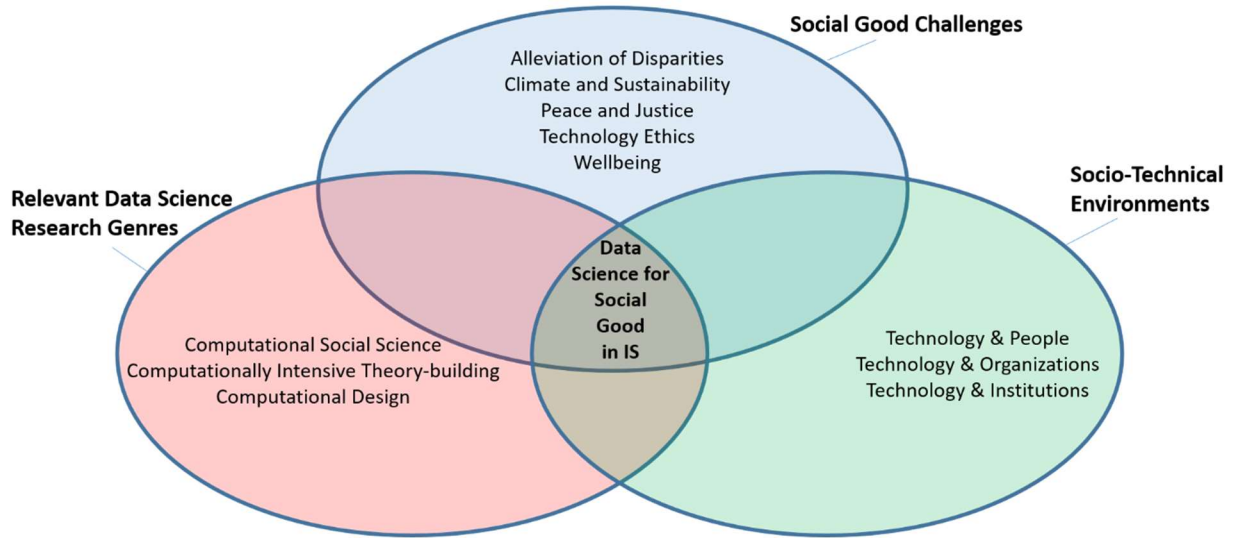 Social Good Challenges
Alleviation of Disparities
Climate and Sustainability
Peace and Justice
Technology Ethics
Wellbeing
Relevant Data Science
Research Genres
Socio-Technical
Environments
Data
Science for
Social
Good
in IS
Computational Social Science
Computationally Intensive Theory-building
Computational Design
Technology & People
Technology & Organizations
Technology & Institutions